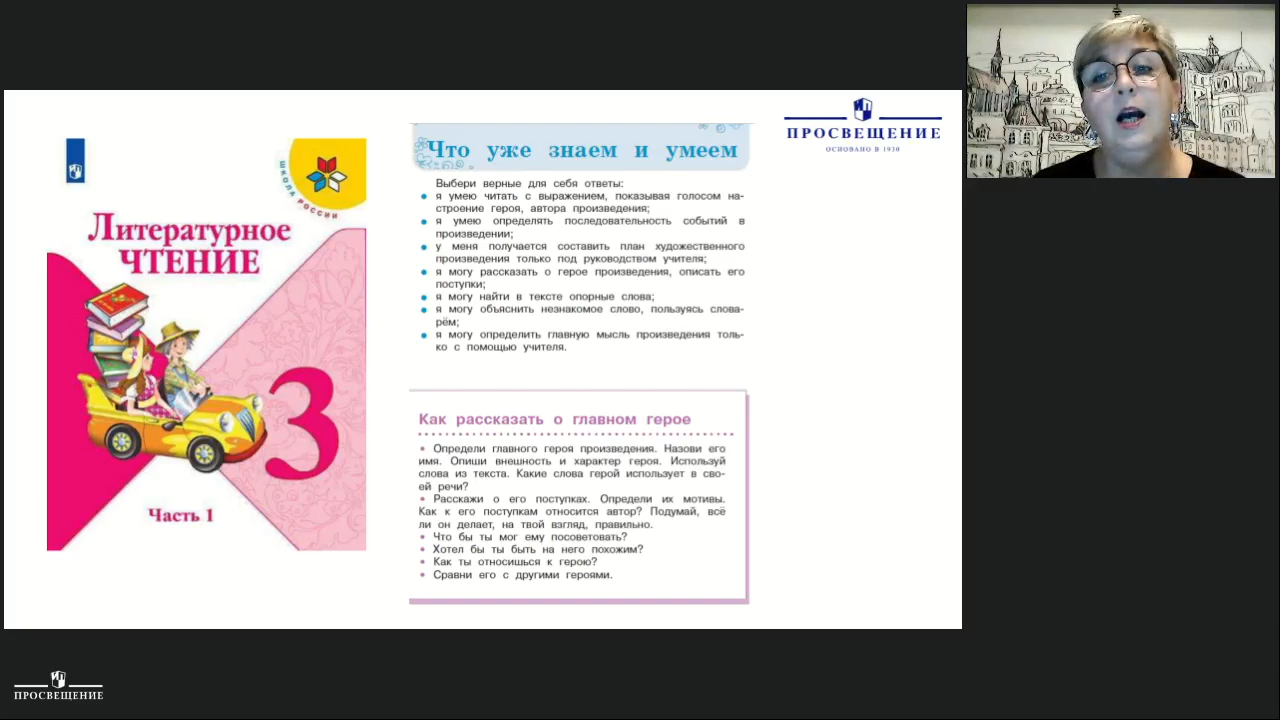 ШКОЛА РОССИИ
Литературное
ЧТЕНИЕ
3
Часть 1
Что уже знаем и умеем
Выбери верные для себя ответы:
• я умею читать с выражением, показывая голосом на-
строение героя, автора произведения;
• я умею определять последовательность событий в
произведении;
• у меня получается составить план художественного
произведения только под руководством учителя;
• я могу рассказать о герое произведения, описать его
поступки;
• я могу найти в тексте опорные слова;
• я могу объяснить незнакомое слово, пользуясь слова-
рём;
• я могу определить главную мысль произведения толь-
ко с помощью учителя.
Как рассказать о главном герое
• Определи главного героя произведения. Назови его
имя. Опиши внешность и характер героя. Используй
слова из текста. Какие слова герой использует в сво-
ей речи?
• Расскажи о его поступках. Определи их мотивы.
Как к его поступкам относится автор? Подумай, всё
ли он делает, на твой взгляд, правильно.
• Что бы ты мог ему посоветовать?
• Хотел бы ты быть на него похожим?
• Как ты относишься к герою?
• Сравни его с другими героями.
ПРОСВЕЩЕНИЕ
ОСНОВАНО В 1930
ПРОСВЕЩЕНИЕ